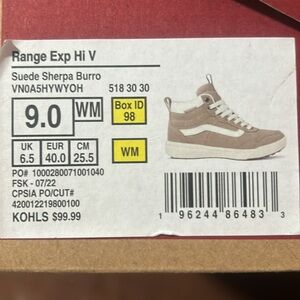 Range Exp Hi V
Suede Sherpa Burro
VN0A5HYWYOH 518 30 30
9.0 WM Box ID 98
UK 6.5 EUR 40.0 CM 25.5 WM
PO# 1000280071001040
FSK - 07/22
CPSIA PO/CUT#
420012219800100
KOHLS $99.99
1 96244 86483 3